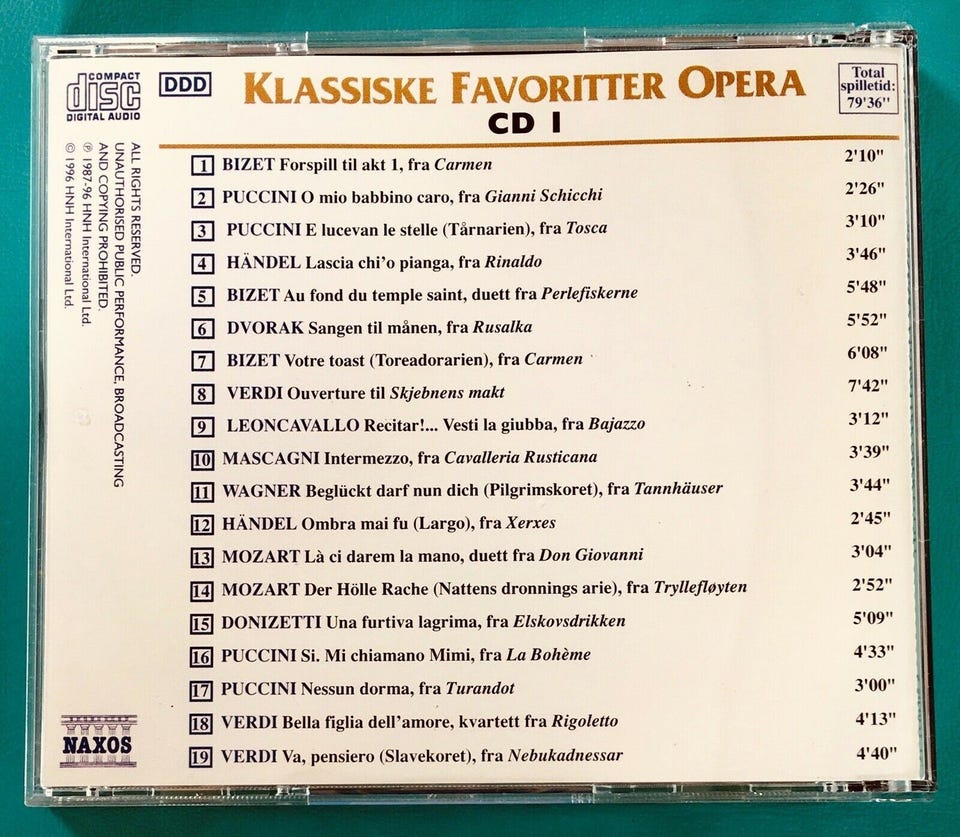 COMPACT
disc
DIGITAL AUDIO
DDD
KLASSISKE FAVORITTER OPERA
CD 1
Total
spilletid:
79'36"
1 BIZET Forspill til akt 1, fra Carmen 2'10"
2 PUCCINI O mio babbino caro, fra Gianni Schicchi 2'26"
3 PUCCINI E lucevan le stelle (Tårnarien), fra Tosca 3'10"
4 HÄNDEL Lascia chi'o pianga, fra Rinaldo 3'46"
5 BIZET Au fond du temple saint, duett fra Perlefiskerne 5'48"
6 DVORAK Sangen til månen, fra Rusalka 5'52"
7 BIZET Votre toast (Toreadorarien), fra Carmen 6'08"
8 VERDI Ouverture til Skjebnens makt 7'42"
9 LEONCAVALLO Recitar!... Vesti la giubba, fra Bajazzo 3'12"
10 MASCAGNI Intermezzo, fra Cavalleria Rusticana 3'39"
11 WAGNER Beglückt darf nun dich (Pilgrimskoret), fra Tannhäuser 3'44"
12 HÄNDEL Ombra mai fu (Largo), fra Xerxes 2'45"
13 MOZART Là ci darem la mano, duett fra Don Giovanni 3'04"
14 MOZART Der Hölle Rache (Nattens dronnings arie), fra Tryllefløyten 2'52"
15 DONIZETTI Una furtiva lagrima, fra Elskovsdrikken 5'09"
16 PUCCINI Si. Mi chiamano Mimi, fra La Bohème 4'33"
17 PUCCINI Nessun dorma, fra Turandot 3'00"
18 VERDI Bella figlia dell'amore, kvartett fra Rigoletto 4'13"
19 VERDI Va, pensiero (Slavekoret), fra Nebukadnessar 4'40"
ALL RIGHTS RESERVED.
UNAUTHORISED PUBLIC PERFORMANCE, BROADCASTING
AND COPYING PROHIBITED.
℗ 1987-96 HNH International Ltd.
© 1996 HNH International Ltd.
NAXOS